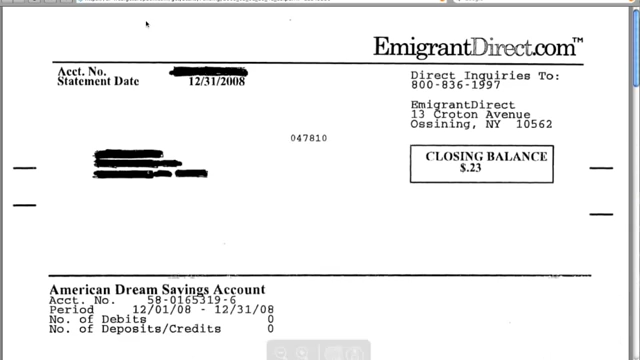 EmigrantDirect.com™
Acct. No.
Statement Date 12/31/2008
Direct Inquiries To:
800-836-1997
EmigrantDirect
13 Croton Avenue
Ossining, NY 10562
047810
CLOSING BALANCE
$.23
American Dream Savings Account
Acct. No. 58-0165319-6
Period 12/01/08 - 12/31/08
No. of Debits 0
No. of Deposits/Credits 0